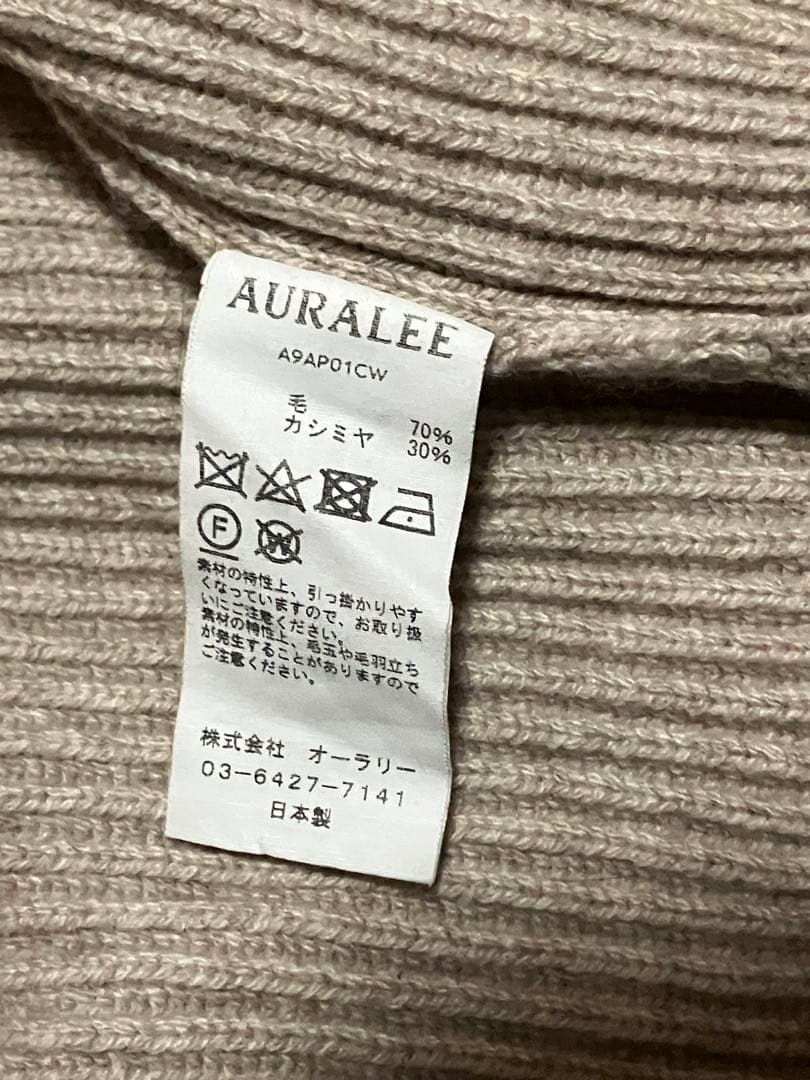 AURALEE
A9AP01CW
毛 70%
カシミヤ 30%
F W
素材の特性上、引っ掛かりやす
くなっていますので、お取り扱
いにご注意ください。
素材の特性上、毛玉や毛羽立ち
が発生することがありますので
ご注意ください。
株式会社 オーラリー
03-6427-7141
日本製